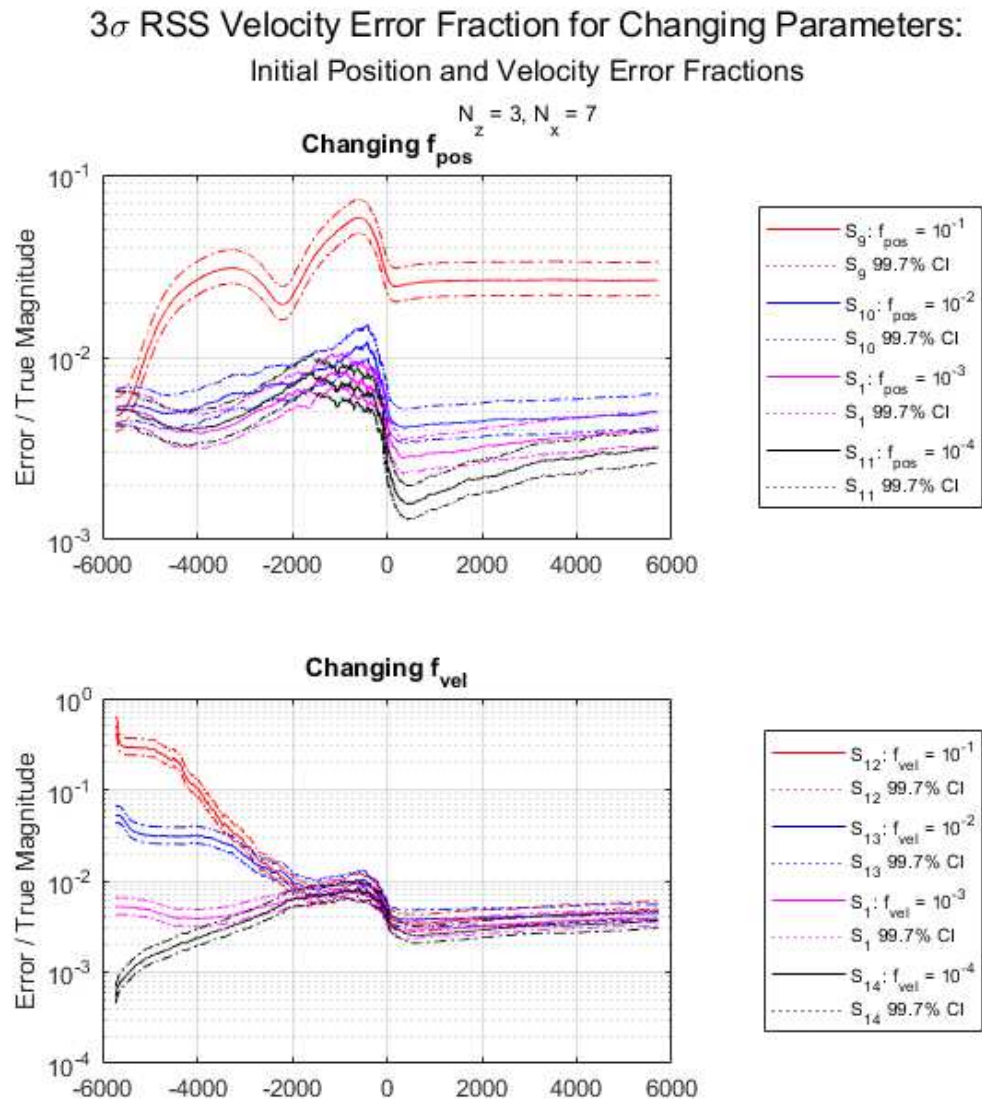 3σ RSS Velocity Error Fraction for Changing Parameters:
Initial Position and Velocity Error Fractions
N_z = 3, N_x = 7
Changing f_pos
Error / True Magnitude
10^-1
10^-2
10^-3
-6000 -4000 -2000 0 2000 4000 6000
S_9: f_pos = 10^-1
S_9 99.7% CI
S_10: f_pos = 10^-2
S_10 99.7% CI
S_1: f_pos = 10^-3
S_1 99.7% CI
S_11: f_pos = 10^-4
S_11 99.7% CI
Changing f_vel
Error / True Magnitude
10^0
10^-1
10^-2
10^-3
10^-4
-6000 -4000 -2000 0 2000 4000 6000
S_12: f_vel = 10^-1
S_12 99.7% CI
S_13: f_vel = 10^-2
S_13 99.7% CI
S_1: f_vel = 10^-3
S_1 99.7% CI
S_14: f_vel = 10^-4
S_14 99.7% CI